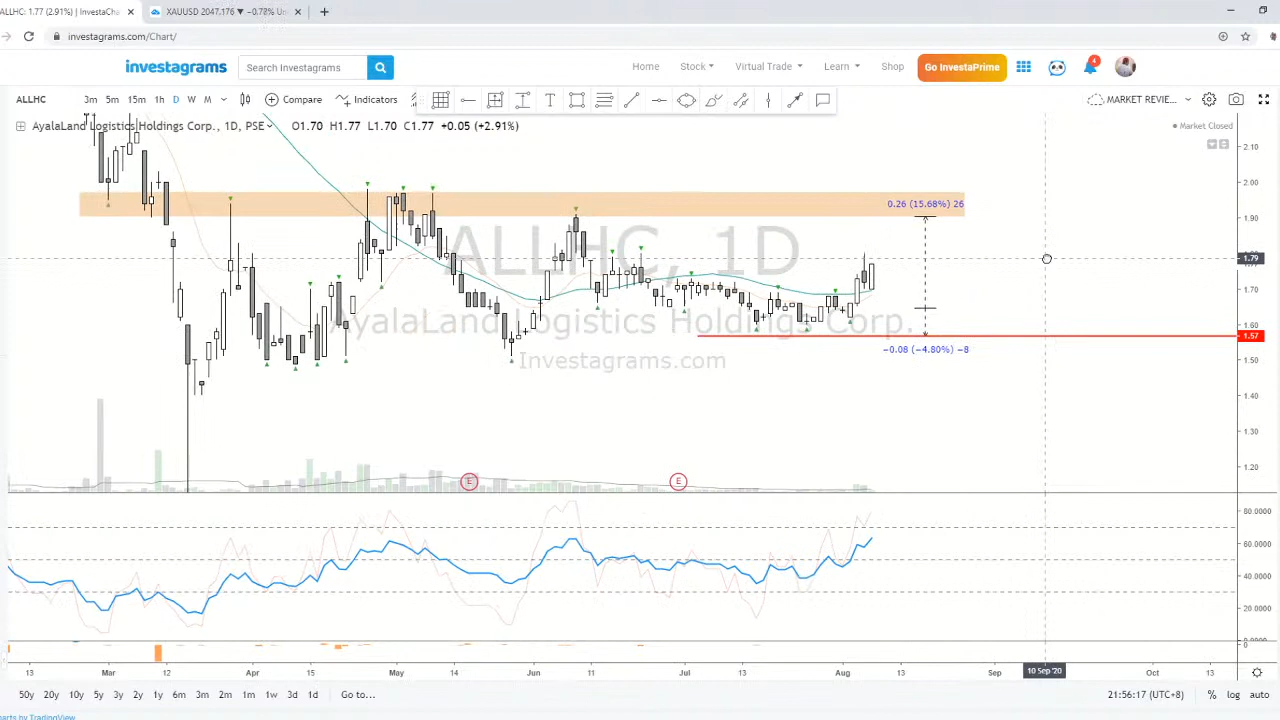 ALLHC: 1.77 (2.91%) | InvestaCha
XAUUSD 2047.176 ▼ −0.78% Un
investagrams.com/Chart/
investagrams
Search Investagrams
Home
Stock
Virtual Trade
Learn
Shop
Go InvestaPrime
4
ALLHC
3m 5m 15m 1h D W M
Compare
Indicators
MARKET REVIE...
AyalaLand Logistics Holdings Corp., 1D, PSE
O1.70 H1.77 L1.70 C1.77 +0.05 (+2.91%)
Market Closed
2.10
2.00
1.90
1.79
1.70
1.60
1.57
1.50
1.40
1.30
1.20
0.26 (15.68%) 26
−0.08 (−4.80%) −8
ALLHC, 1D
AyalaLand Logistics Holdings Corp.
Investagrams.com
E
E
80.0000
60.0000
40.0000
20.0000
0.0000
0
13 Mar 12 Apr 15 May 14 Jun 11 Jul 13 Aug 13 Sep 10 Sep '20 Oct 13
50y 20y 10y 5y 3y 2y 1y 6m 3m 2m 1m 1w 3d 1d Go to...
21:56:17 (UTC+8) % log auto
arts by TradingView